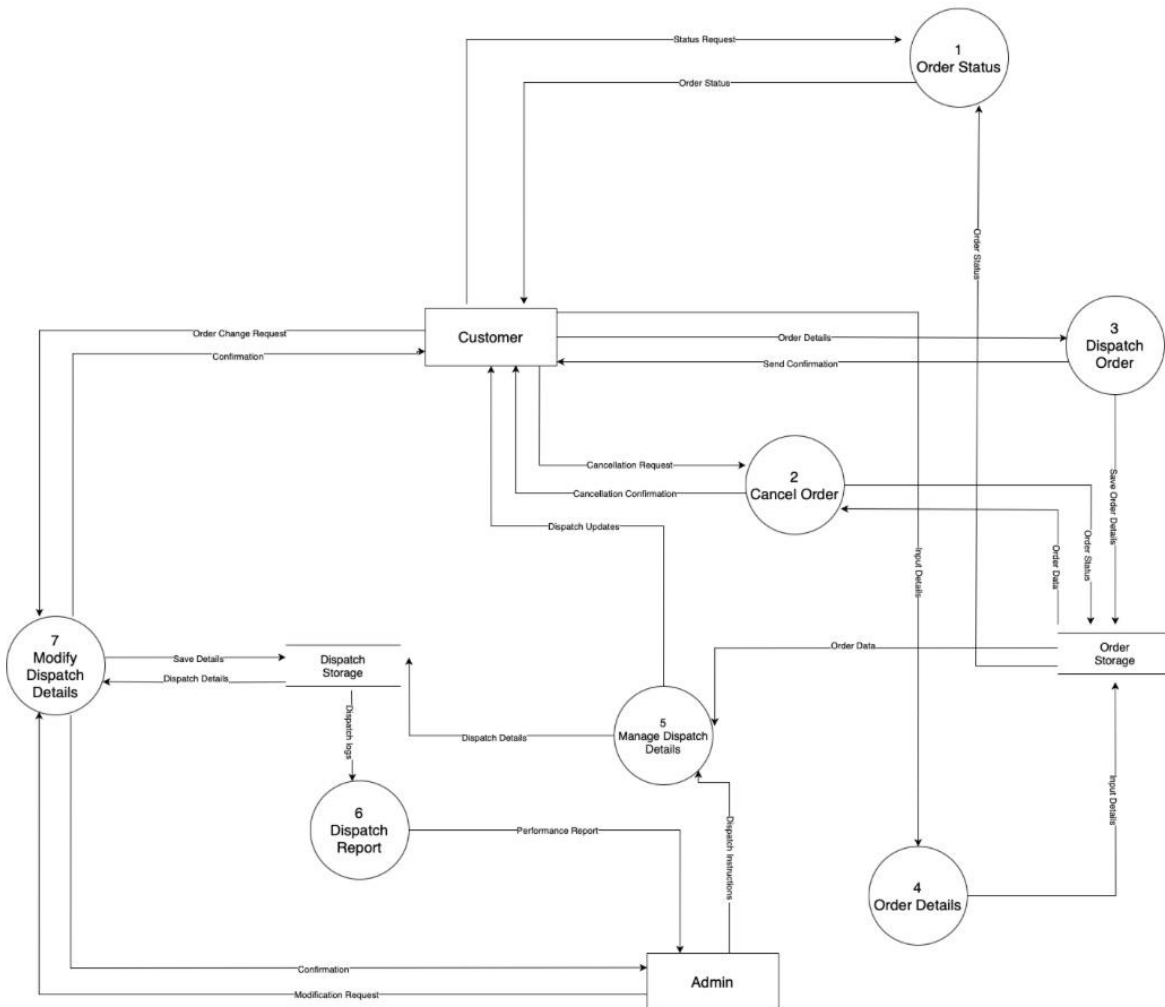 Status Request
1
Order Status
Order Status
Order Status
Customer
Order Change Request
Confirmation
Order Details
Send Confirmation
3
Dispatch
Order
Cancellation Request
Cancellation Confirmation
2
Cancel Order
Save Order Details
Dispatch Updates
Input Details
Order Data
Order Status
7
Modify
Dispatch
Details
Save Details
Dispatch Details
Dispatch
Storage
Order Data
Order
Storage
Dispatch logs
Dispatch Details
5
Manage Dispatch
Details
6
Dispatch
Report
Performance Report
Dispatch Instructions
Input Details
4
Order Details
Confirmation
Modification Request
Admin